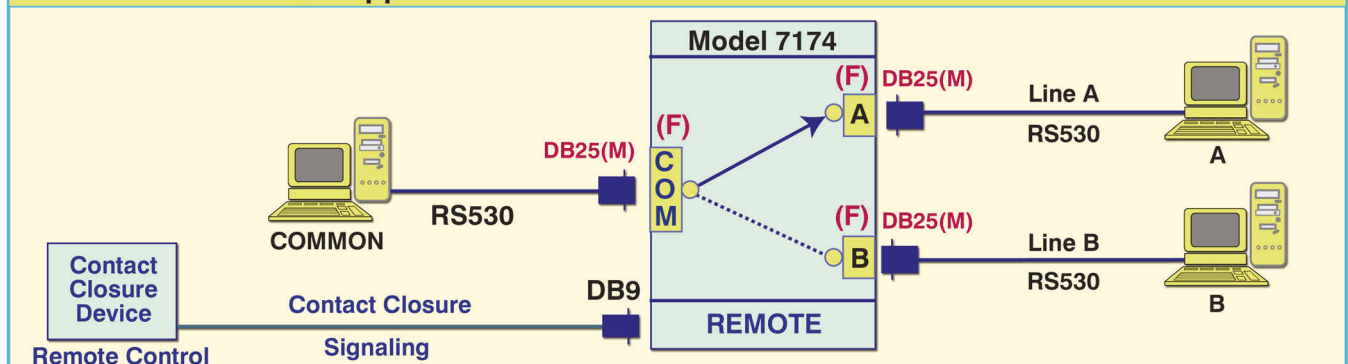 Model 7174
(F)
DB25(M)
A
Line A
RS530
A
(F)
DB25(M)
COM
RS530
COMMON
(F)
DB25(M)
B
Line B
RS530
B
Contact
Closure
Device
Remote Control
Contact Closure
Signaling
DB9
REMOTE